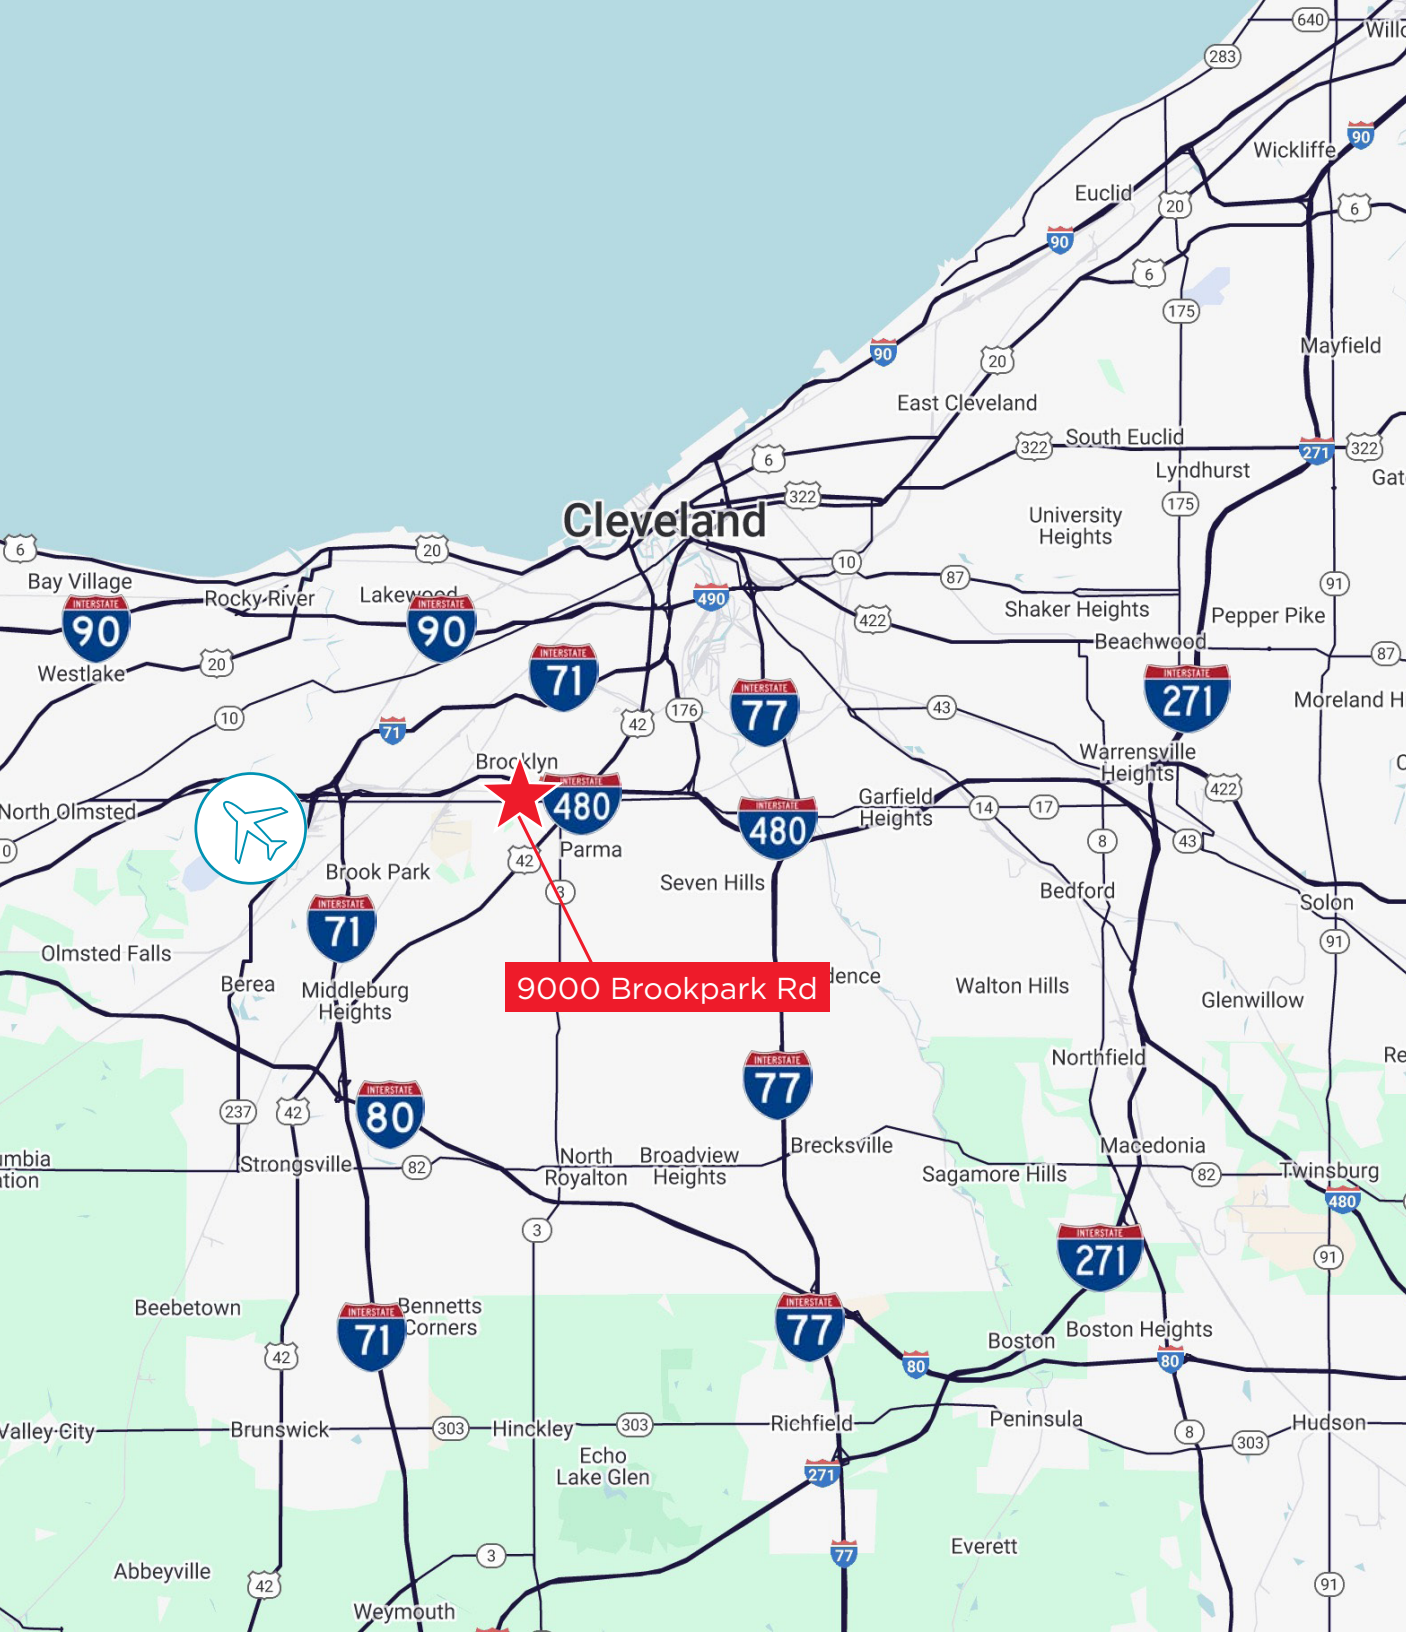 640
Willo
283
90
Wickliffe
Euclid
20
6
90
6
175
Mayfield
90
20
East Cleveland
322
South Euclid
271
322
6
Lyndhurst
Gat
322
175
Cleveland
University
Heights
6
20
10
Bay Village
87
91
Rocky River
Lakewood
490
INTERSTATE
90
INTERSTATE
90
Shaker Heights
Pepper Pike
422
Beachwood
87
20
Westlake
INTERSTATE
71
INTERSTATE
271
INTERSTATE
77
Moreland H
10
176
43
42
71
Warrensville
Heights
Brooklyn
422
INTERSTATE
480
Garfield
Heights
14
17
North Olmsted
INTERSTATE
480
8
43
0
Parma
42
Brook Park
Seven Hills
3
Bedford
Solon
INTERSTATE
71
91
Olmsted Falls
Berea
dence
9000 Brookpark Rd
Walton Hills
Middleburg
Heights
Glenwillow
Northfield
Re
INTERSTATE
77
INTERSTATE
80
237
42
Brecksville
Macedonia
umbia
ation
Strongsville
82
North
Royalton
Broadview
Heights
Sagamore Hills
82
Twinsburg
480
3
INTERSTATE
271
91
Beebetown
Bennetts
Corners
INTERSTATE
71
INTERSTATE
77
Boston
Boston Heights
42
80
80
Valley City
Brunswick
303
Hinckley
303
Richfield
Peninsula
8
303
Hudson
Echo
Lake Glen
271
Everett
77
3
Abbeyville
42
91
Weymouth